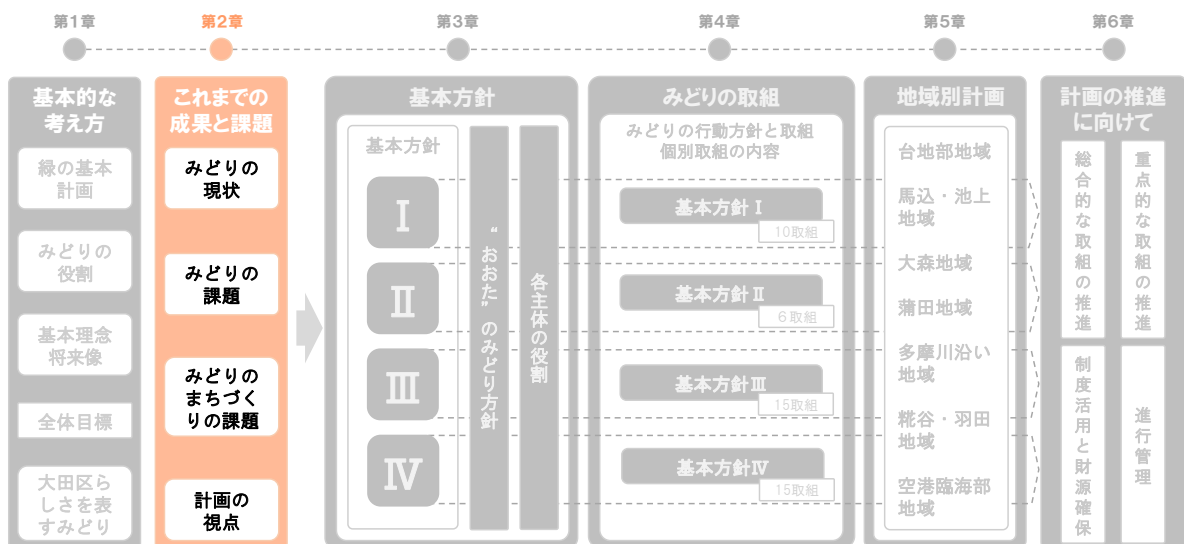 第1章
第2章
第3章
第4章
第5章
第6章
基本的な
考え方
緑の基本
計画
みどりの
役割
基本理念
将来像
全体目標
大田区ら
しさを表
すみどり
これまでの
成果と課題
みどりの
現状
みどりの
課題
みどりの
まちづく
りの課題
計画の
視点
基本方針
基本方針
Ⅰ
Ⅱ
Ⅲ
Ⅳ
“おおた”のみどり方針
各主体の役割
みどりの取組
みどりの行動方針と取組
個別取組の内容
基本方針Ⅰ
10取組
基本方針Ⅱ
6取組
基本方針Ⅲ
15取組
基本方針Ⅳ
15取組
地域別計画
台地部地域
馬込・池上
地域
大森地域
蒲田地域
多摩川沿い
地域
糀谷・羽田
地域
空港臨海部
地域
計画の推進
に向けて
総合的な取組の推進
重点的な取組の推進
制度活用と財源確保
進行管理